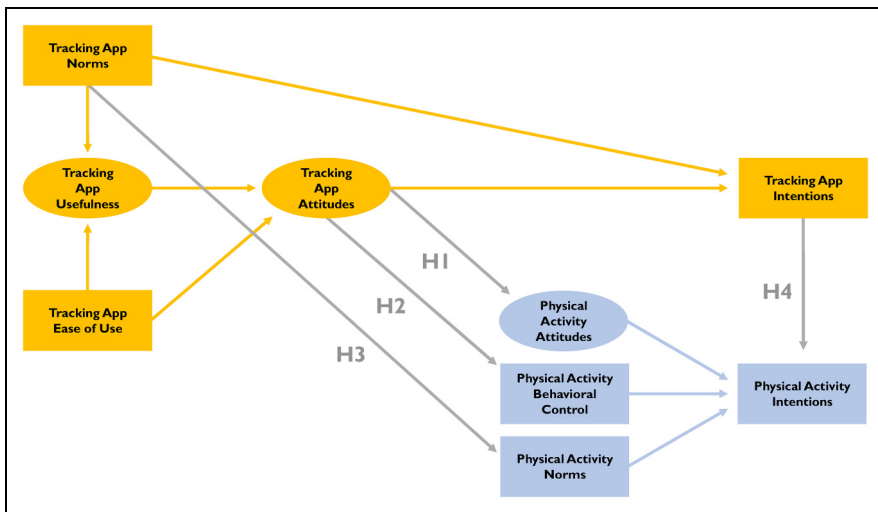 Tracking App
Norms
Tracking
App
Usefulness
Tracking
App
Attitudes
Tracking App
Intentions
Tracking App
Ease of Use
H1
H2
H3
H4
Physical
Activity
Attitudes
Physical Activity
Behavioral
Control
Physical Activity
Intentions
Physical Activity
Norms